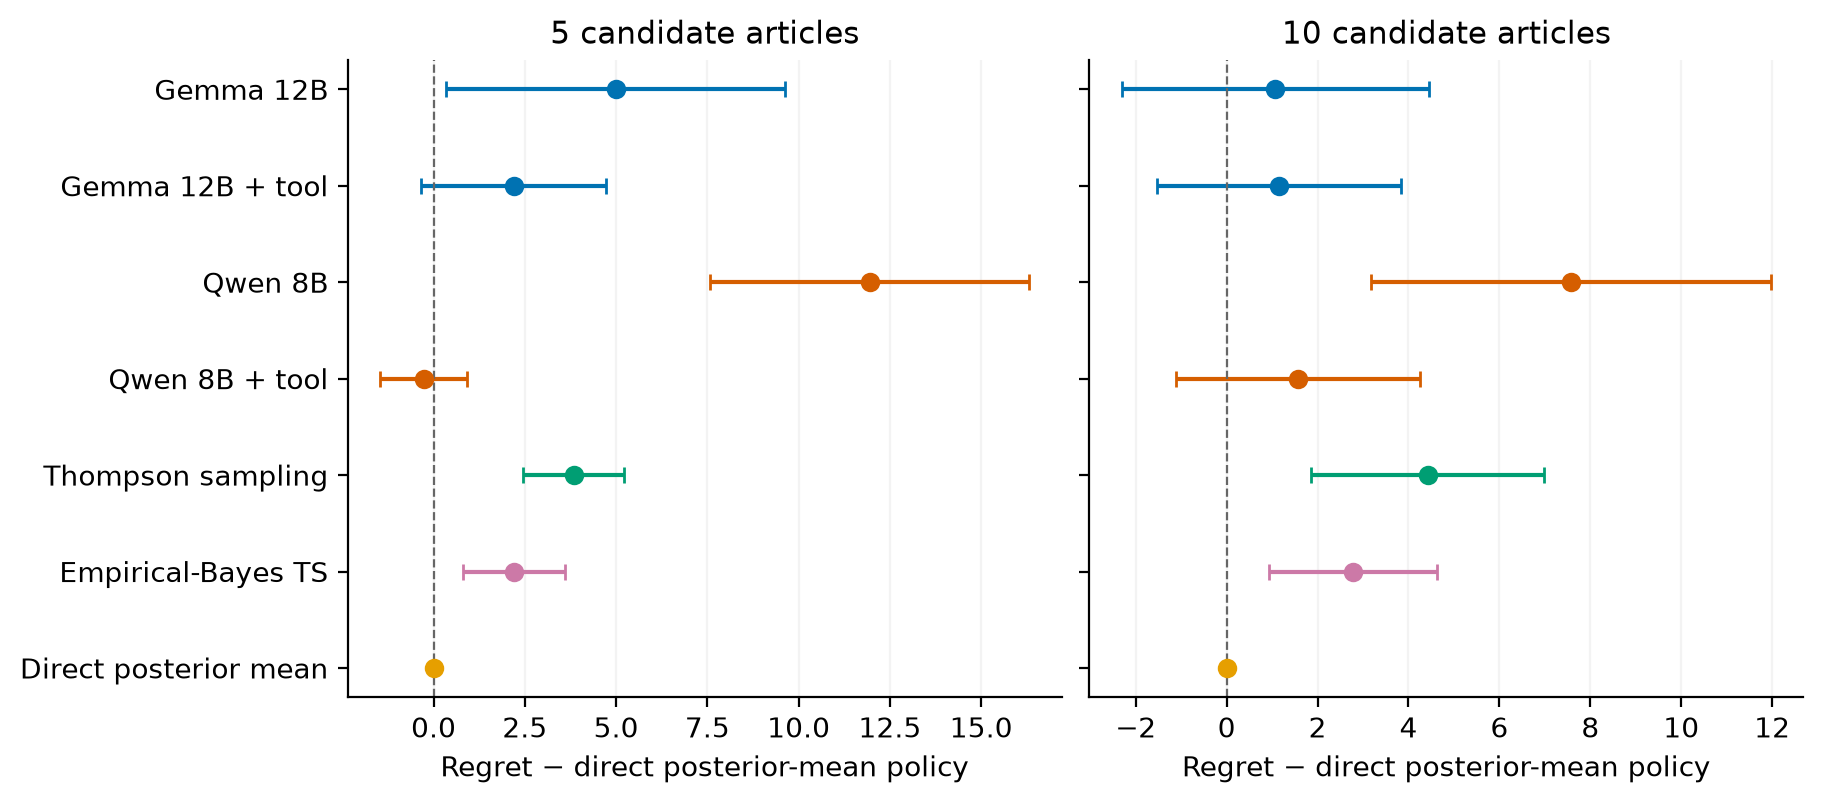 5 candidate articles
10 candidate articles
Gemma 12B
Gemma 12B + tool
Qwen 8B
Qwen 8B + tool
Thompson sampling
Empirical-Bayes TS
Direct posterior mean
0.0 2.5 5.0 7.5 10.0 12.5 15.0
−2 0 2 4 6 8 10 12
Regret − direct posterior-mean policy
Regret − direct posterior-mean policy